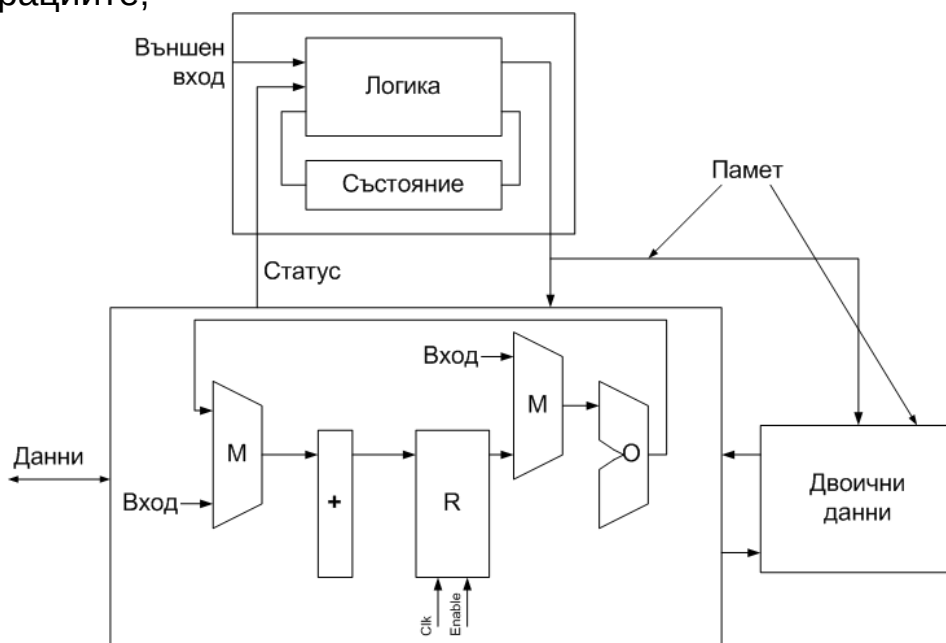 рациите,
Външен
вход
Логика
Състояние
Памет
Статус
Вход
M
M
O
Данни
Вход
+
R
Двоични
данни
Clk
Enable